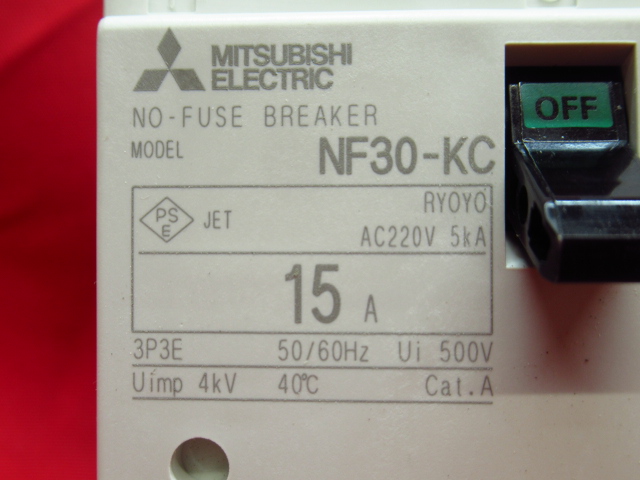 MITSUBISHI
ELECTRIC
NO-FUSE BREAKER
MODEL NF30-KC
OFF
PS
E
JET
RYOYO
AC220V 5kA
15 A
3P3E 50/60Hz Ui 500V
Uimp 4kV 40℃ Cat.A